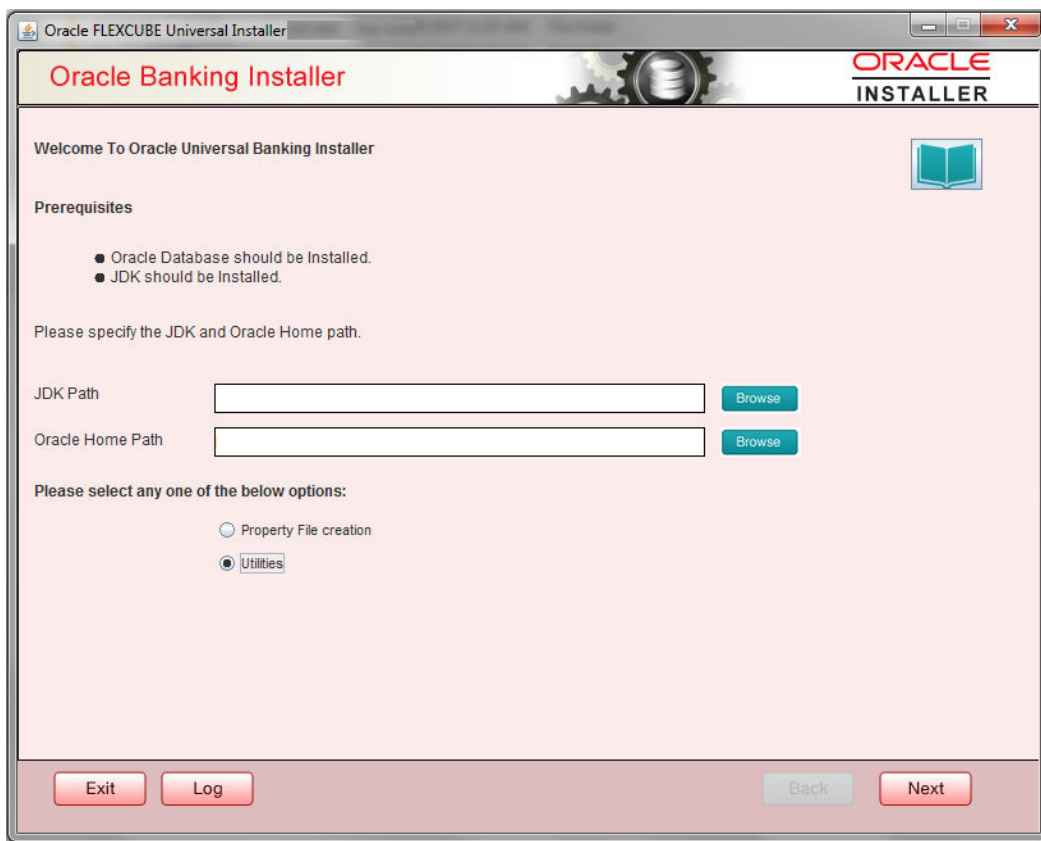 Oracle FLEXCUBE Universal Installer
Oracle Banking Installer
ORACLE
INSTALLER
Welcome To Oracle Universal Banking Installer
Prerequisites
Oracle Database should be Installed.
JDK should be Installed.
Please specify the JDK and Oracle Home path.
JDK Path
Browse
Oracle Home Path
Browse
Please select any one of the below options:
Property File creation
Utilities
Exit
Log
Back
Next